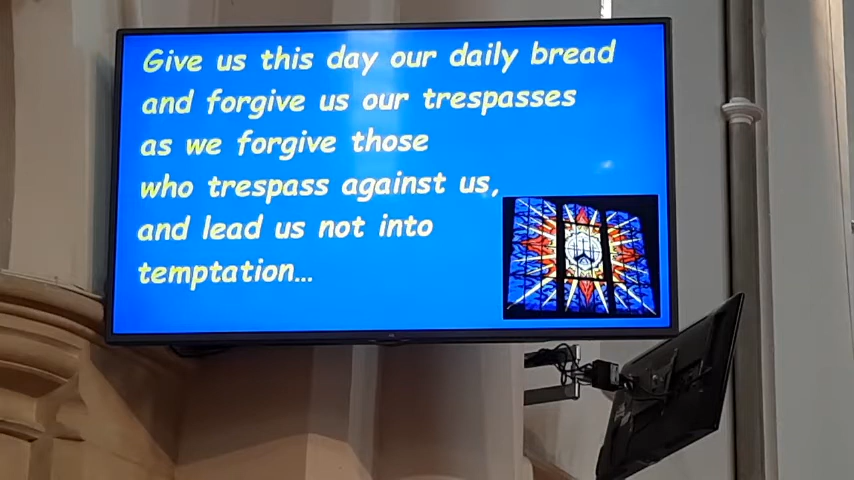 Give us this day our daily bread
and forgive us our trespasses
as we forgive those
who trespass against us,
and lead us not into
temptation...